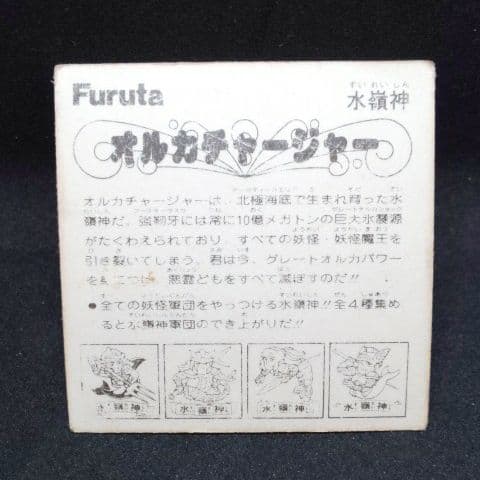 Furuta
すいれいしん
水嶺神
オルカチャージャー
オルカチャージャーは、北極海底で生まれ育った水
嶺神だ。強靭牙には常に10億メガトンの巨大氷凝源
がたくわえられており、すべての妖怪・妖怪魔王を
引き裂いてしまう。君は今、グレートオルカパワー
を 悪霊どもをすべて滅ぼすのだ!!
●全ての妖怪軍団をやっつける水嶺神!!全4種集め
ると水嶺神軍団のでき上がりだ!!
水嶺神 水嶺神 水嶺神 水嶺神